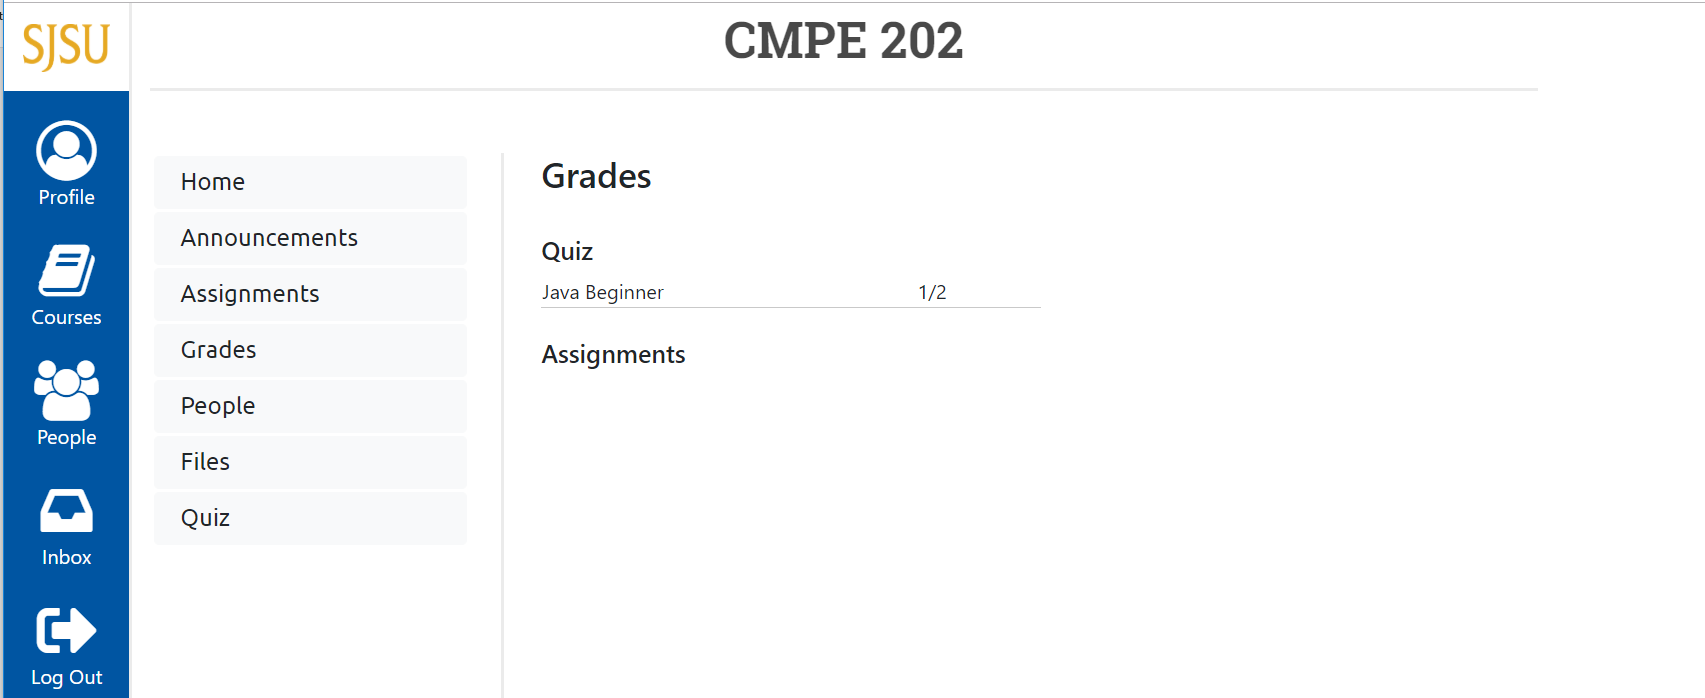 SJSU
CMPE 202
Profile
Courses
People
Inbox
Log Out
Home
Announcements
Assignments
Grades
People
Files
Quiz
Grades
Quiz
Java Beginner 1/2
Assignments